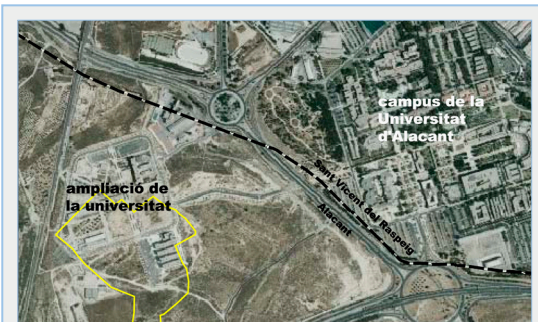 campus de la
Universitat
d'Alacant
Sant Vicent del Raspeig
Alacant
ampliació de
la universitat